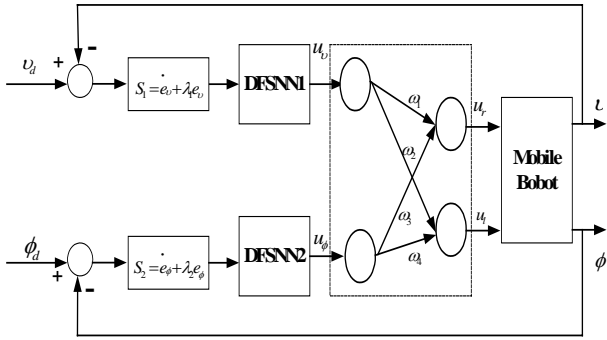 υ_d
+
-
S_1 = ė_υ + λ_1 e_υ
DFSNN1
u_υ
ω_1
ω_2
u_r
υ
Mobile
Bobot
ϕ_d
+
-
S_2 = ė_ϕ + λ_2 e_ϕ
DFSNN2
u_ϕ
ω_3
ω_4
u_l
ϕ